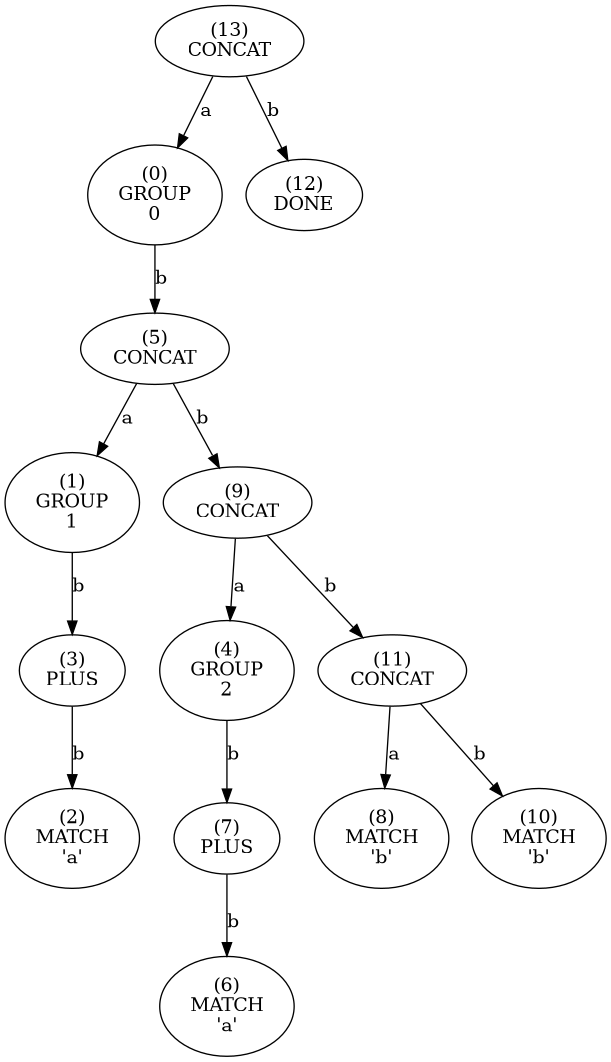 (13)
CONCAT
a
b
(0)
GROUP
0
(12)
DONE
b
(5)
CONCAT
a
b
(1)
GROUP
1
(9)
CONCAT
b
a
b
(3)
PLUS
(4)
GROUP
2
(11)
CONCAT
b
b
a
b
(2)
MATCH
'a'
(7)
PLUS
(8)
MATCH
'b'
(10)
MATCH
'b'
b
(6)
MATCH
'a'